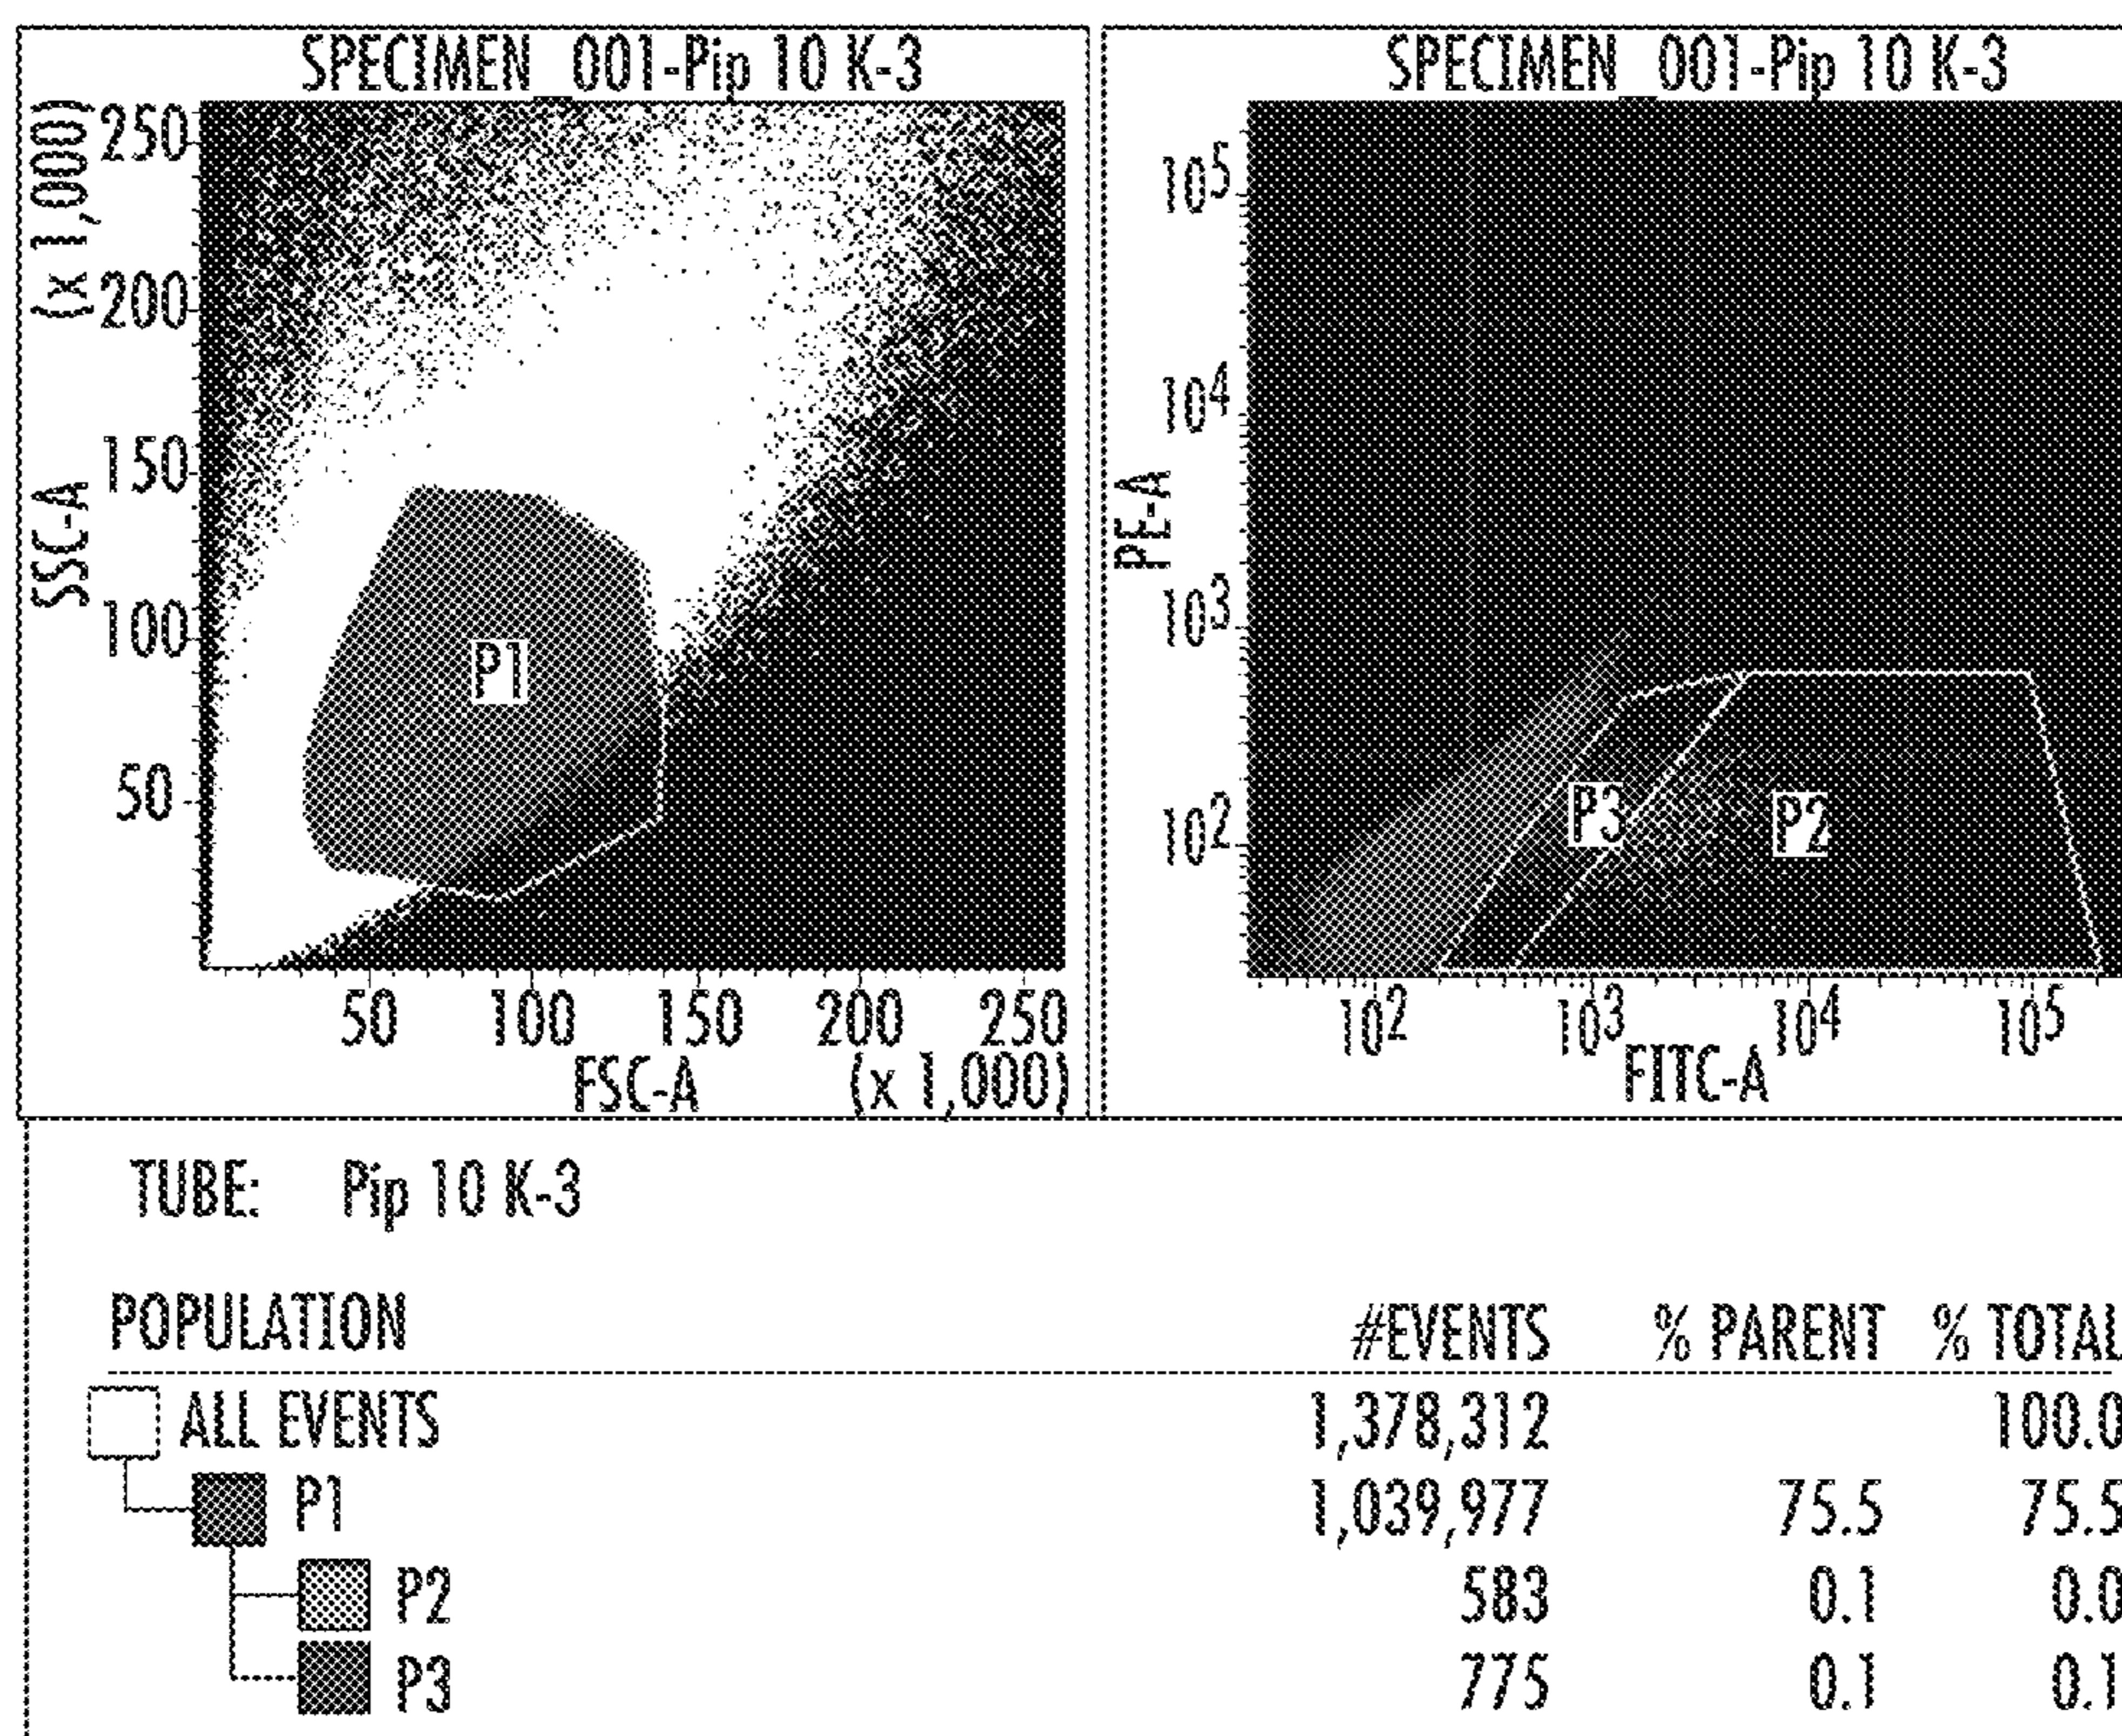 SPECIMEN_001-Pip 10 K-3
SSC-A (x 1,000)
250
200
150
100
50
P1
50 100 150 200 250
FSC-A (x 1,000)
SPECIMEN_001-Pip 10 K-3
PE-A
10^5
10^4
10^3
10^2
P3 P2
10^2 10^3 10^4 10^5
FITC-A
TUBE: Pip 10 K-3
POPULATION #EVENTS % PARENT % TOTAL
ALL EVENTS 1,378,312 100.0
P1 1,039,977 75.5 75.5
P2 583 0.1 0.0
P3 775 0.1 0.1